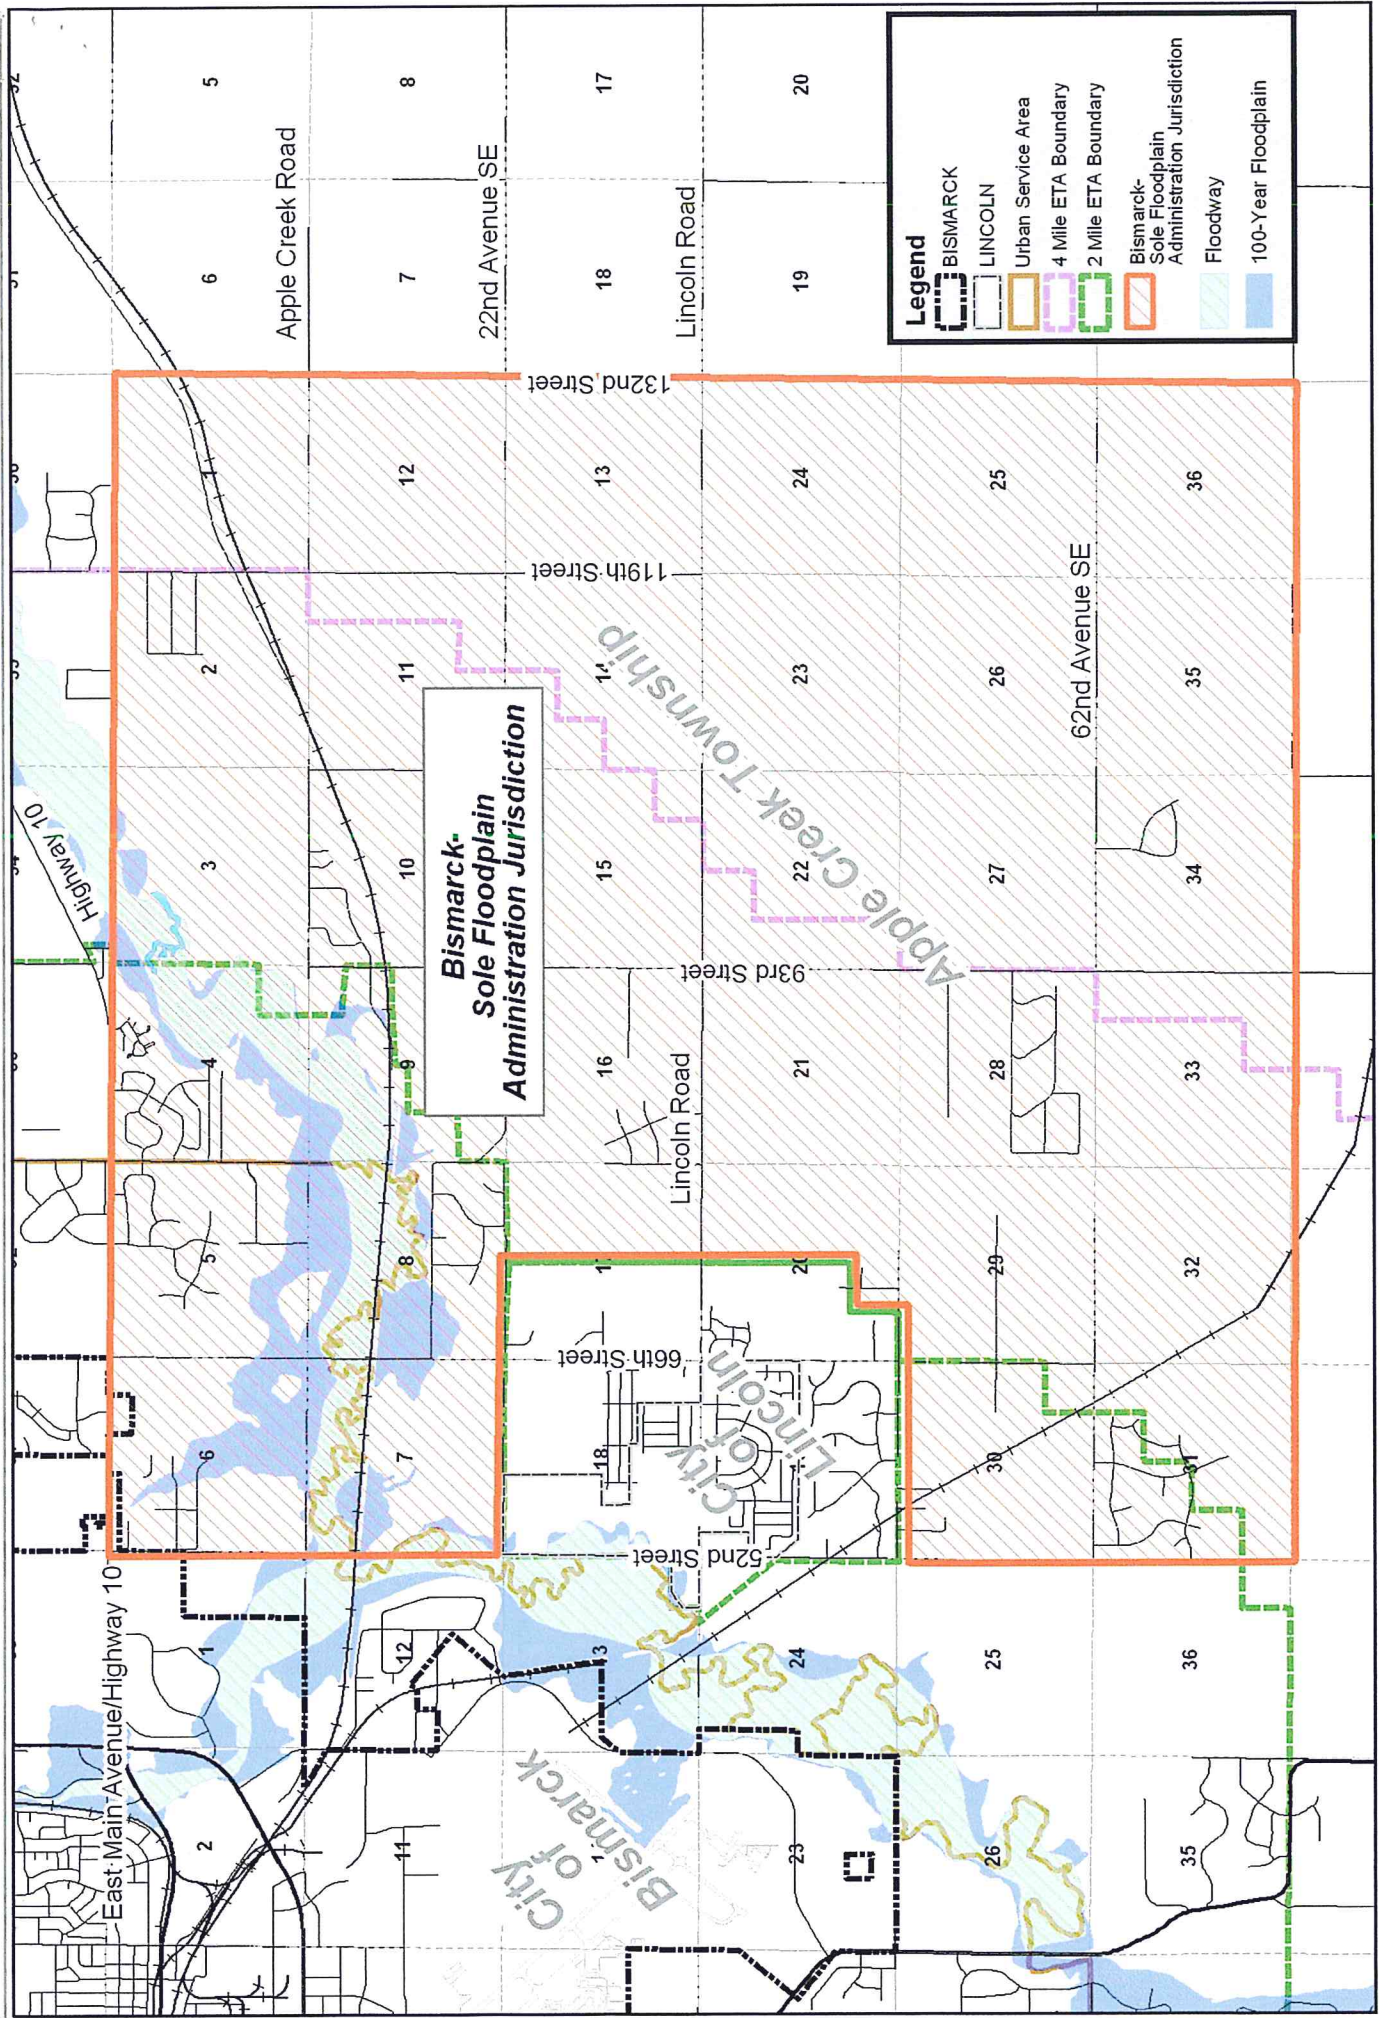 East Main Avenue/Highway 10
Highway 10
Apple Creek Road
22nd Avenue SE
Lincoln Road
Lincoln Road
62nd Avenue SE
52nd Street
66th Street
93rd Street
119th Street
132nd Street
Bismarck-
Sole Floodplain
Administration Jurisdiction
Apple Creek Township
City
of
Lincoln
City
of
Bismarck
2
1
6
5
4
3
2
1
6
5
11
12
7
8
9
10
11
12
7
8
18
16
15
14
13
18
17
23
24
20
21
22
23
24
19
20
26
25
30
29
28
27
26
25
35
36
31
32
33
34
35
36
Legend
BISMARCK
LINCOLN
Urban Service Area
4 Mile ETA Boundary
2 Mile ETA Boundary
Bismarck-
Sole Floodplain
Administration Jurisdiction
Floodway
100-Year Floodplain